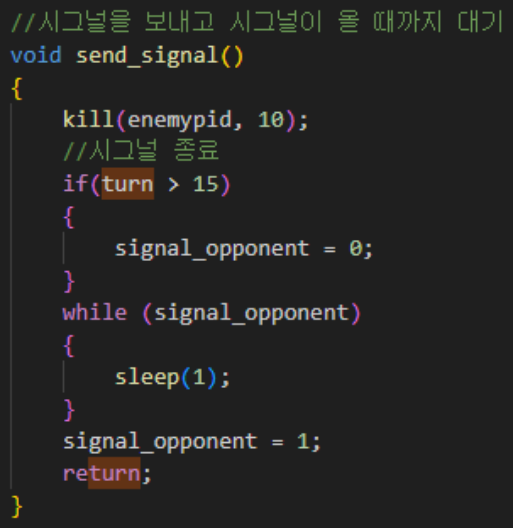 //시그널을 보내고 시그널이 올 때까지 대기
void send_signal()
{
    kill(enemypid, 10);
    //시그널 종료
    if(turn > 15)
    {
        signal_opponent = 0;
    }
    while (signal_opponent)
    {
        sleep(1);
    }
    signal_opponent = 1;
    return;
}